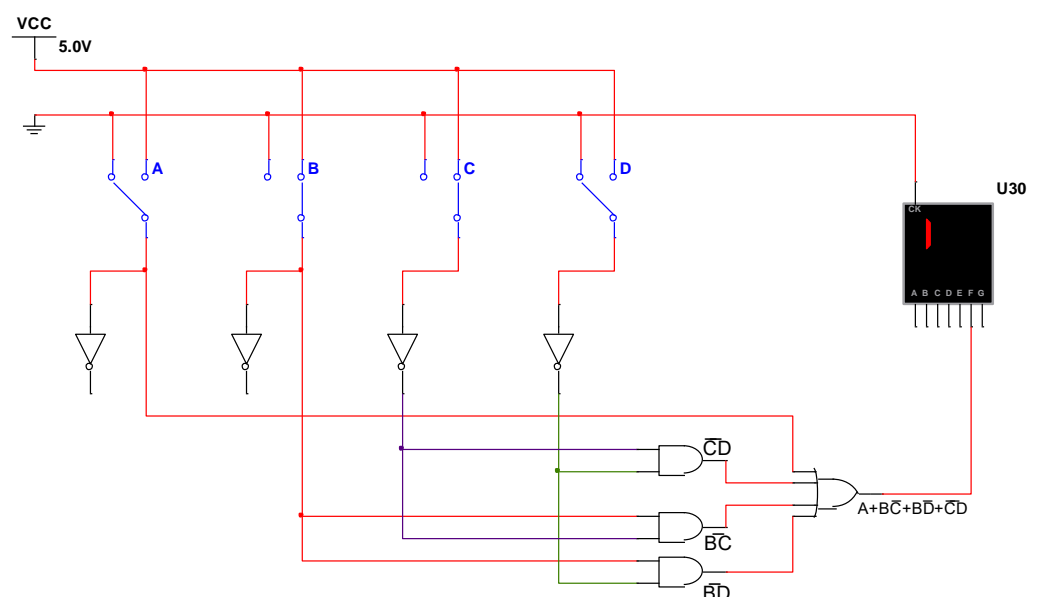 VCC
5.0V
A
B
C
D
U30
CK
A B C D E F G
C̅D̅
BC̅
BD̅
A+BC̅+BD̅+C̅D̅